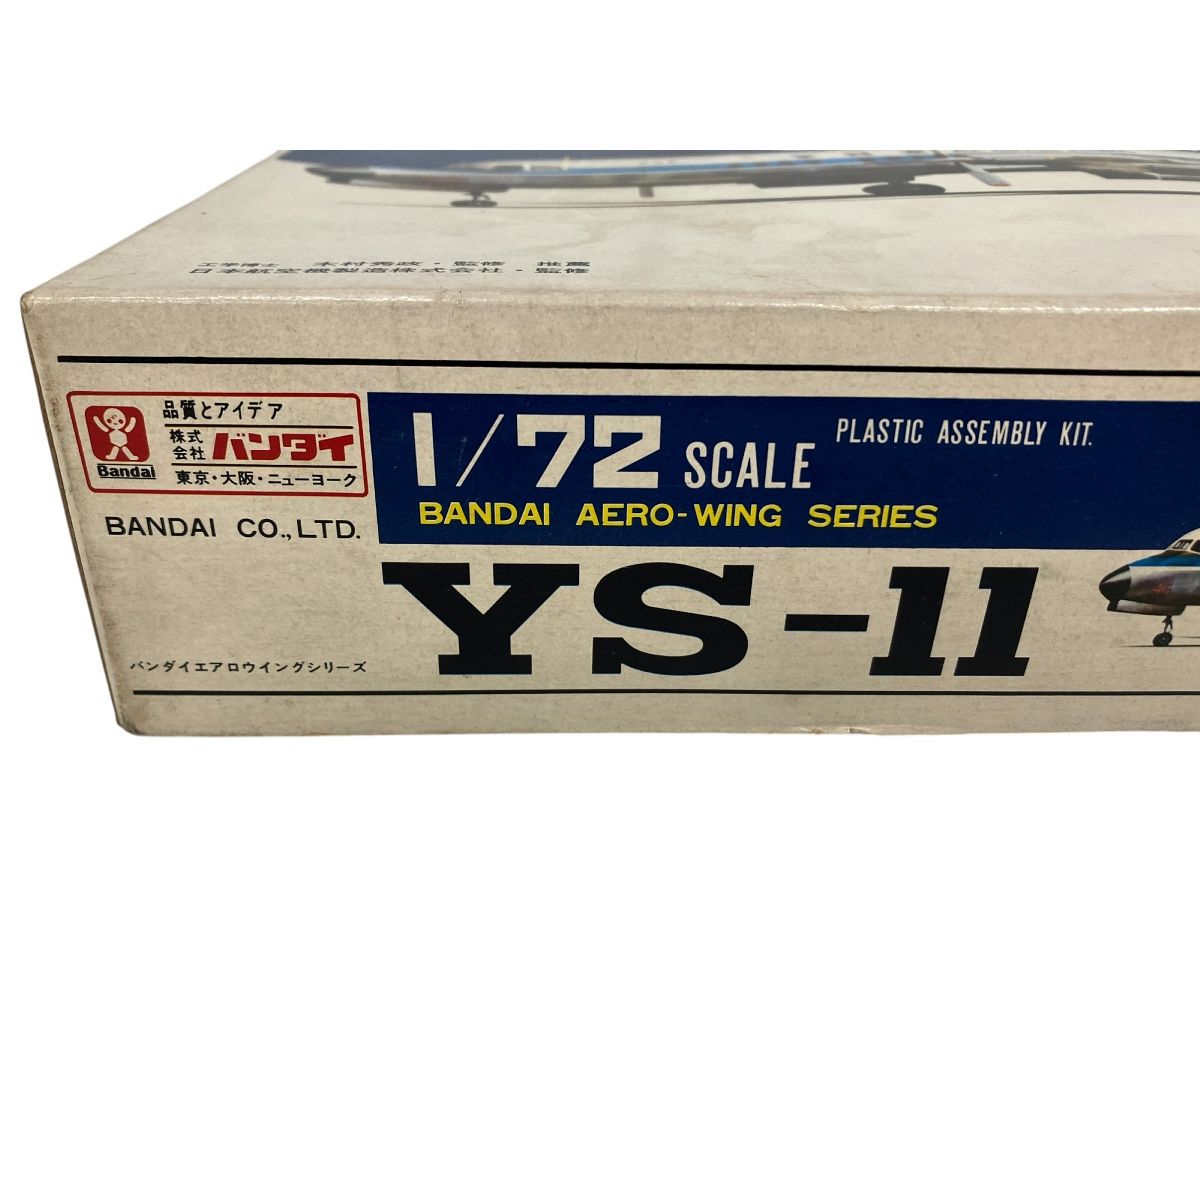 工学博士 木村秀政・監修 推薦
日本航空機製造株式会社・監修
Bandai
品質とアイデア
株式会社 バンダイ
東京・大阪・ニューヨーク
BANDAI CO.,LTD.
バンダイエアロウイングシリーズ
1/72 SCALE PLASTIC ASSEMBLY KIT.
BANDAI AERO-WING SERIES
YS-11